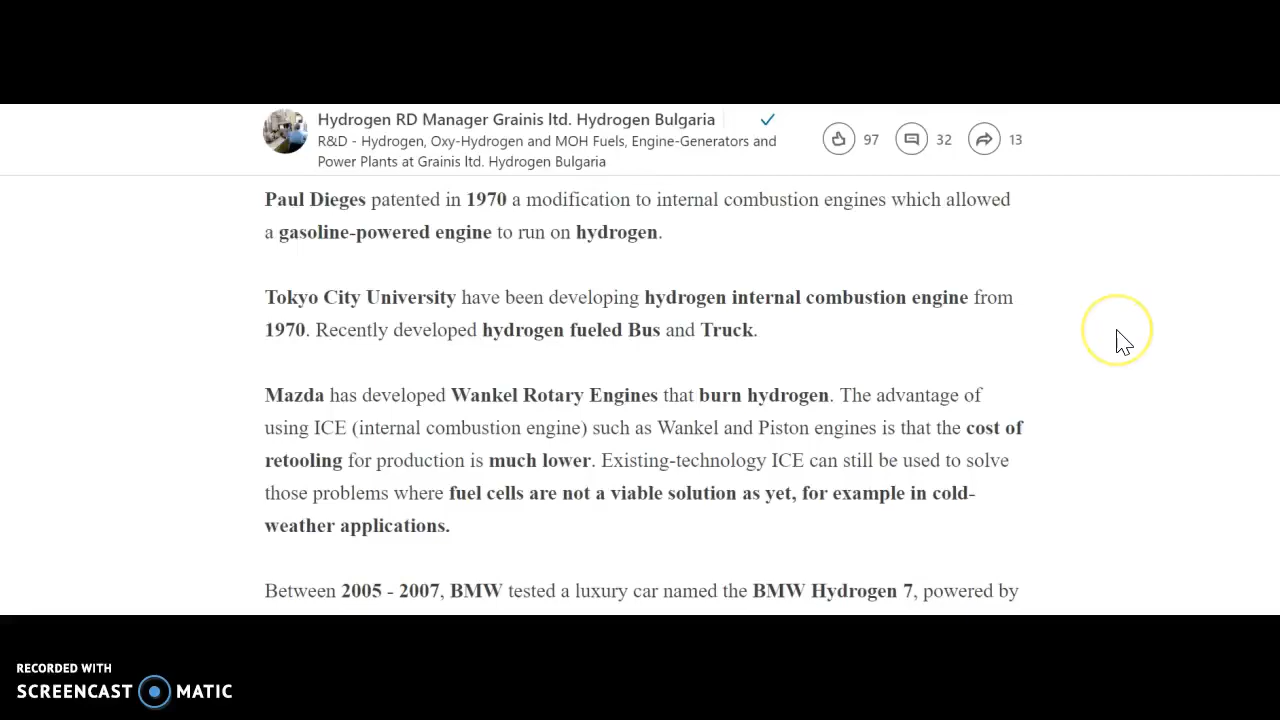 Hydrogen RD Manager Grainis ltd. Hydrogen Bulgaria
R&D - Hydrogen, Oxy-Hydrogen and MOH Fuels, Engine-Generators and
Power Plants at Grainis ltd. Hydrogen Bulgaria
97
32
13
Paul Dieges patented in 1970 a modification to internal combustion engines which allowed
a gasoline-powered engine to run on hydrogen.
Tokyo City University have been developing hydrogen internal combustion engine from
1970. Recently developed hydrogen fueled Bus and Truck.
Mazda has developed Wankel Rotary Engines that burn hydrogen. The advantage of
using ICE (internal combustion engine) such as Wankel and Piston engines is that the cost of
retooling for production is much lower. Existing-technology ICE can still be used to solve
those problems where fuel cells are not a viable solution as yet, for example in cold-
weather applications.
Between 2005 - 2007, BMW tested a luxury car named the BMW Hydrogen 7, powered by
RECORDED WITH
SCREENCAST MATIC